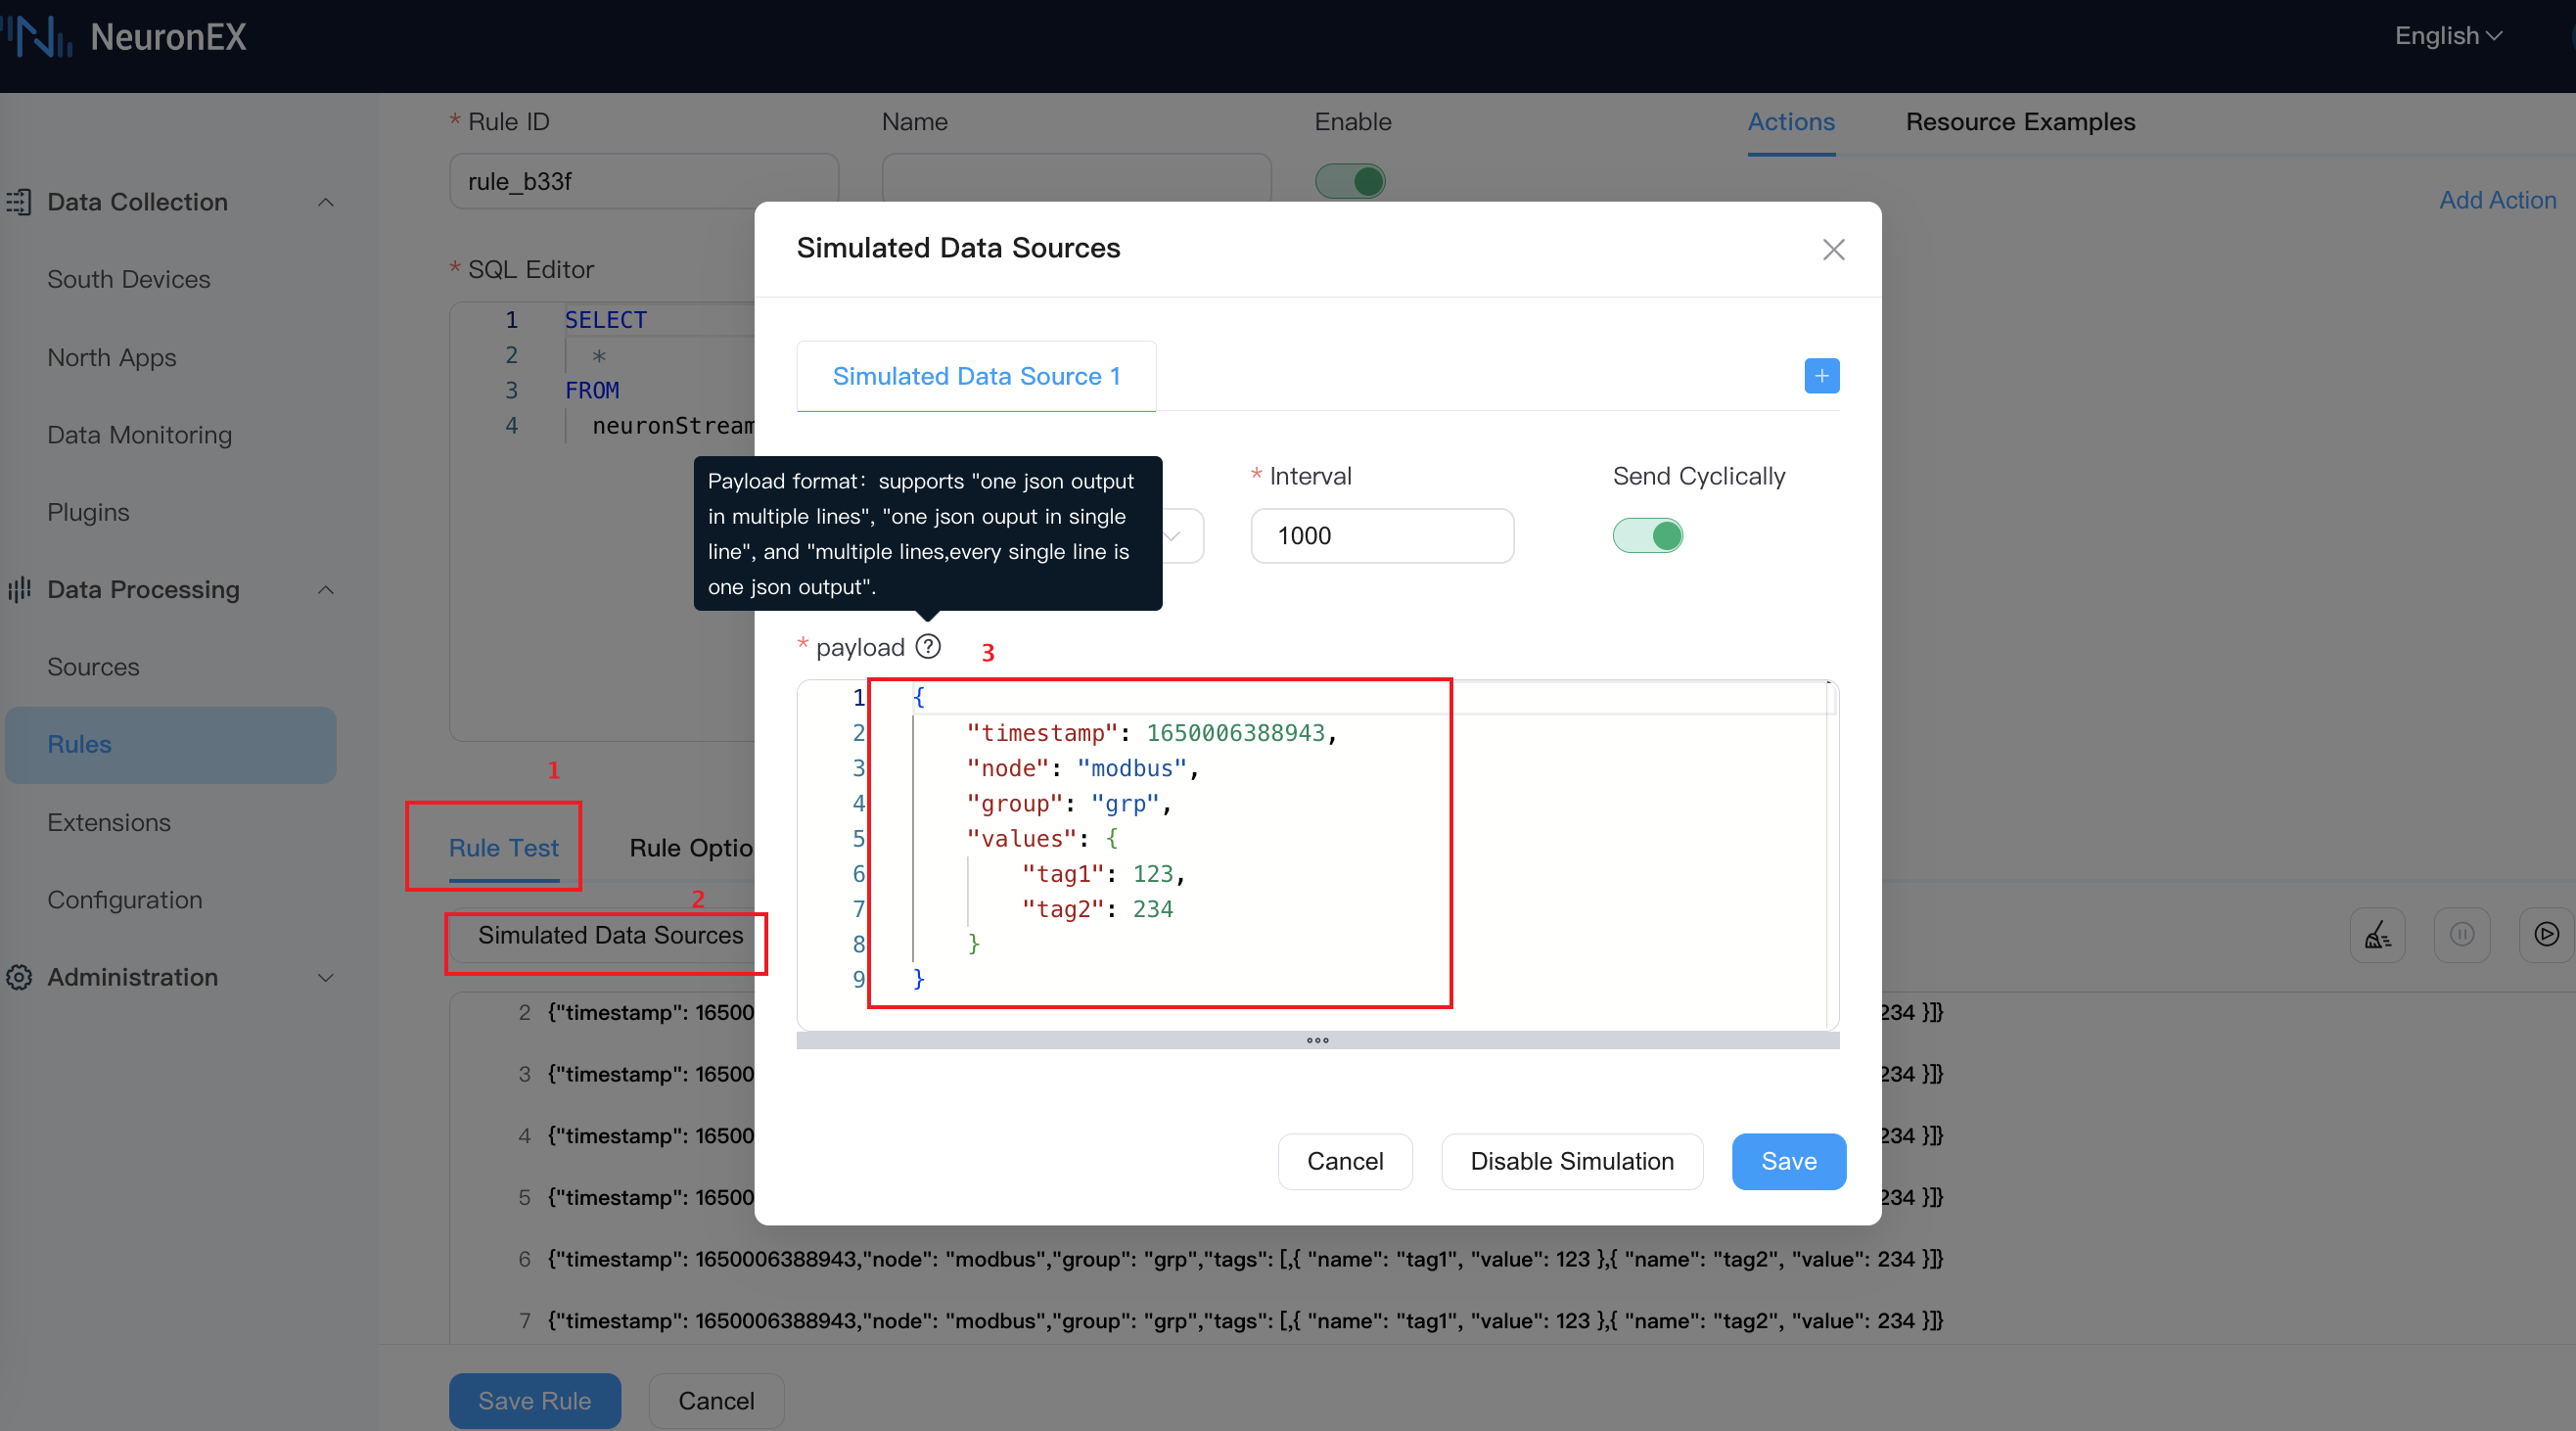 NeuronEX
English
Data Collection
South Devices
North Apps
Data Monitoring
Plugins
Data Processing
Sources
Rules
Extensions
Configuration
Administration
* Rule ID
Name
Enable
rule_b33f
* SQL Editor
1 SELECT
2 *
3 FROM
4 neuronStream
Actions
Resource Examples
Add Action
Simulated Data Sources
Simulated Data Source 1
+
Payload format: supports "one json output
in multiple lines", "one json ouput in single
line", and "multiple lines,every single line is
one json output".
* Interval
Send Cyclically
1000
* payload ?
3
1 {
2 "timestamp": 1650006388943,
3 "node": "modbus",
4 "group": "grp",
5 "values": {
6 "tag1": 123,
7 "tag2": 234
8 }
9 }
Cancel
Disable Simulation
Save
1
Rule Test
Rule Optio
2
Simulated Data Sources
2 {"timestamp": 16500 234 }]}
3 {"timestamp": 16500 234 }]}
4 {"timestamp": 16500 234 }]}
5 {"timestamp": 16500 234 }]}
6 {"timestamp": 1650006388943,"node": "modbus","group": "grp","tags": [,{ "name": "tag1", "value": 123 },{ "name": "tag2", "value": 234 }]}
7 {"timestamp": 1650006388943,"node": "modbus","group": "grp","tags": [,{ "name": "tag1", "value": 123 },{ "name": "tag2", "value": 234 }]}
Save Rule
Cancel